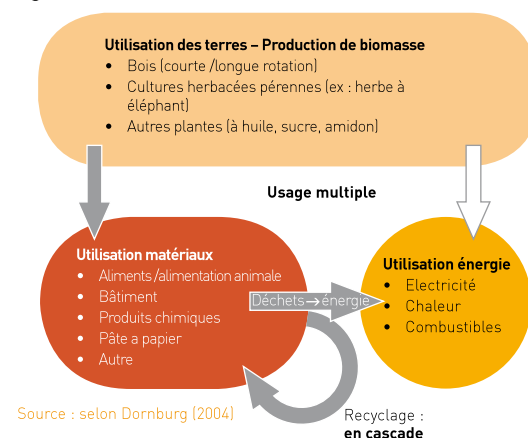 Utilisation des terres – Production de biomasse
• Bois (courte /longue rotation)
• Cultures herbacées pérennes (ex : herbe à
éléphant)
• Autres plantes (à huile, sucre, amidon)
Usage multiple
Utilisation matériaux
• Aliments /alimentation animale
• Bâtiment
• Produits chimiques
• Pâte a papier
• Autre
Déchets→énergie
Utilisation énergie
• Electricité
• Chaleur
• Combustibles
Source : selon Dornburg (2004)
Recyclage :
en cascade